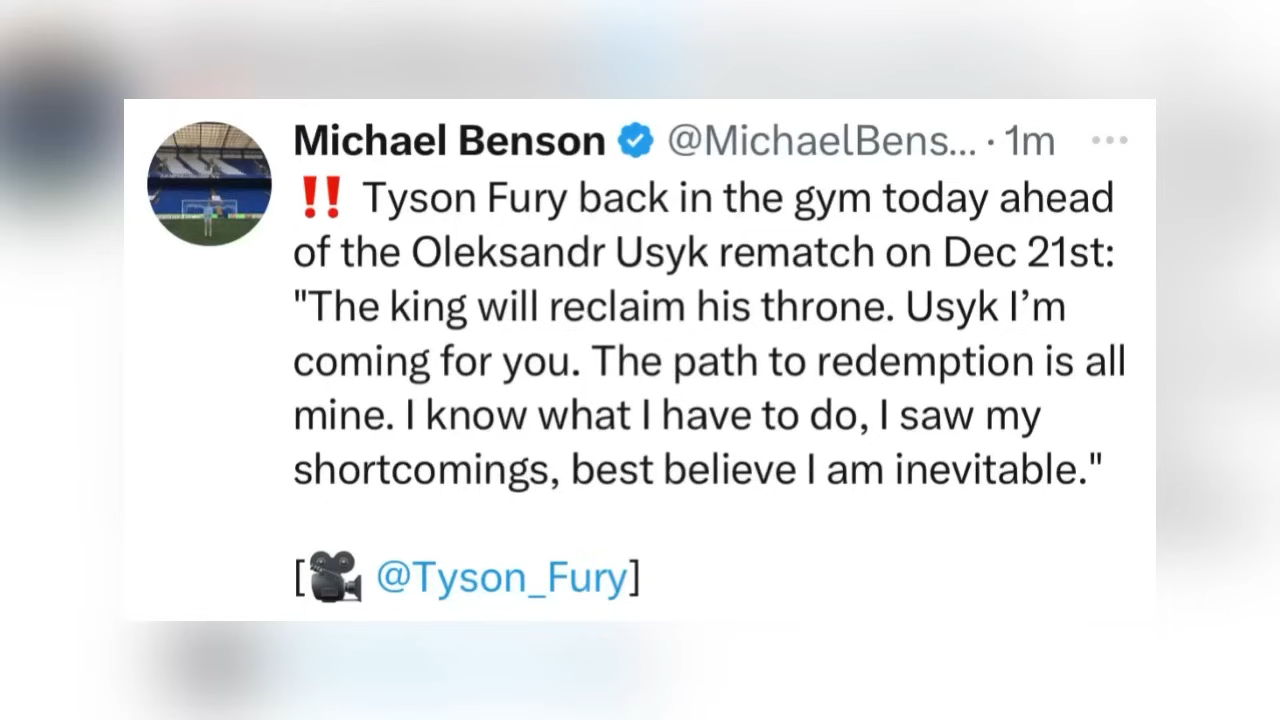 Michael Benson @MichaelBens... · 1m ...
‼️ Tyson Fury back in the gym today ahead
of the Oleksandr Usyk rematch on Dec 21st:
"The king will reclaim his throne. Usyk I’m
coming for you. The path to redemption is all
mine. I know what I have to do, I saw my
shortcomings, best believe I am inevitable."
[🎥 @Tyson_Fury]